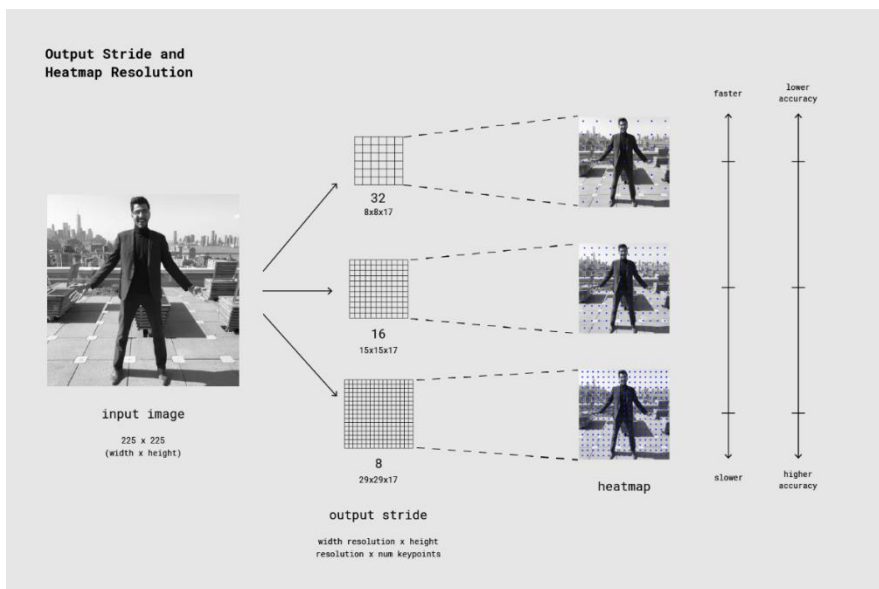 Output Stride and
Heatmap Resolution
faster
lower
accuracy
32
8x8x17
16
15x15x17
input image
225 x 225
(width x height)
8
29x29x17
heatmap
slower
higher
accuracy
output stride
width resolution x height
resolution x num keypoints